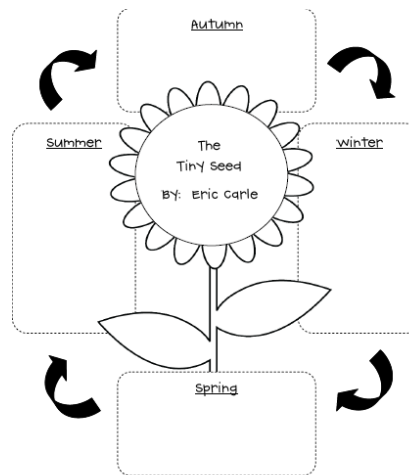 Autumn
Summer
Winter
The
Tiny Seed
By: Eric Carle
Spring